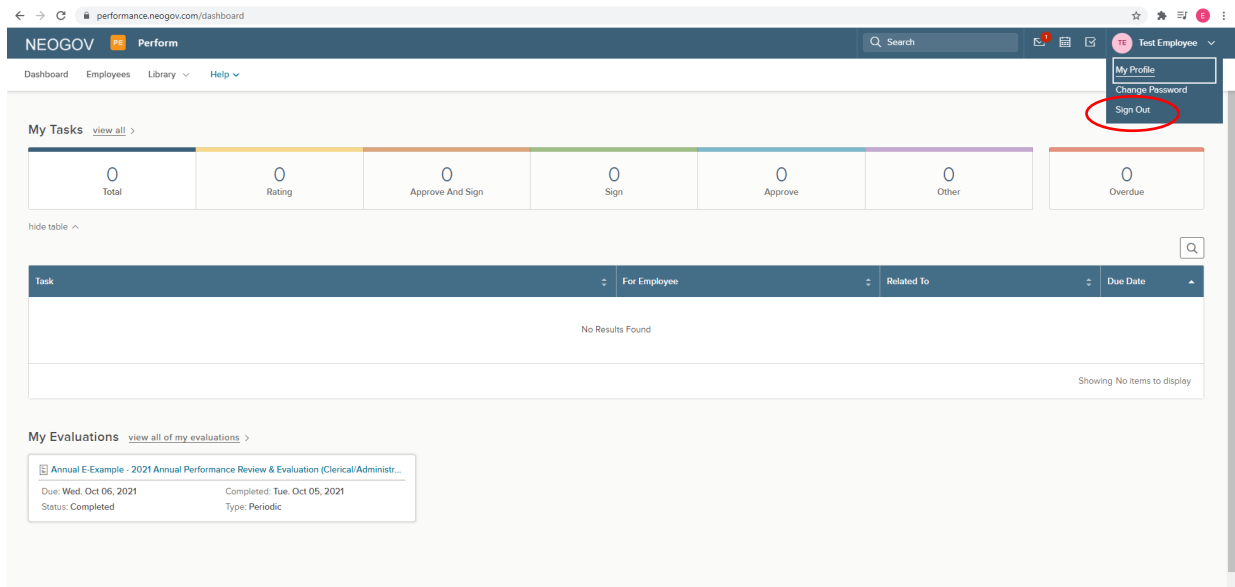 performance.neogov.com/dashboard
E
NEOGOV PE Perform
Search
1
TE Test Employee
Dashboard Employees Library Help
My Profile
Change Password
Sign Out
My Tasks view all >
0 0 0 0 0 0 0
Total Rating Approve And Sign Sign Approve Other Overdue
hide table
Task For Employee Related To Due Date
No Results Found
Showing No items to display
My Evaluations view all of my evaluations >
Annual E-Example - 2021 Annual Performance Review & Evaluation (Clerical/Administr...
Due: Wed. Oct 06, 2021 Completed: Tue. Oct 05, 2021
Status: Completed Type: Periodic